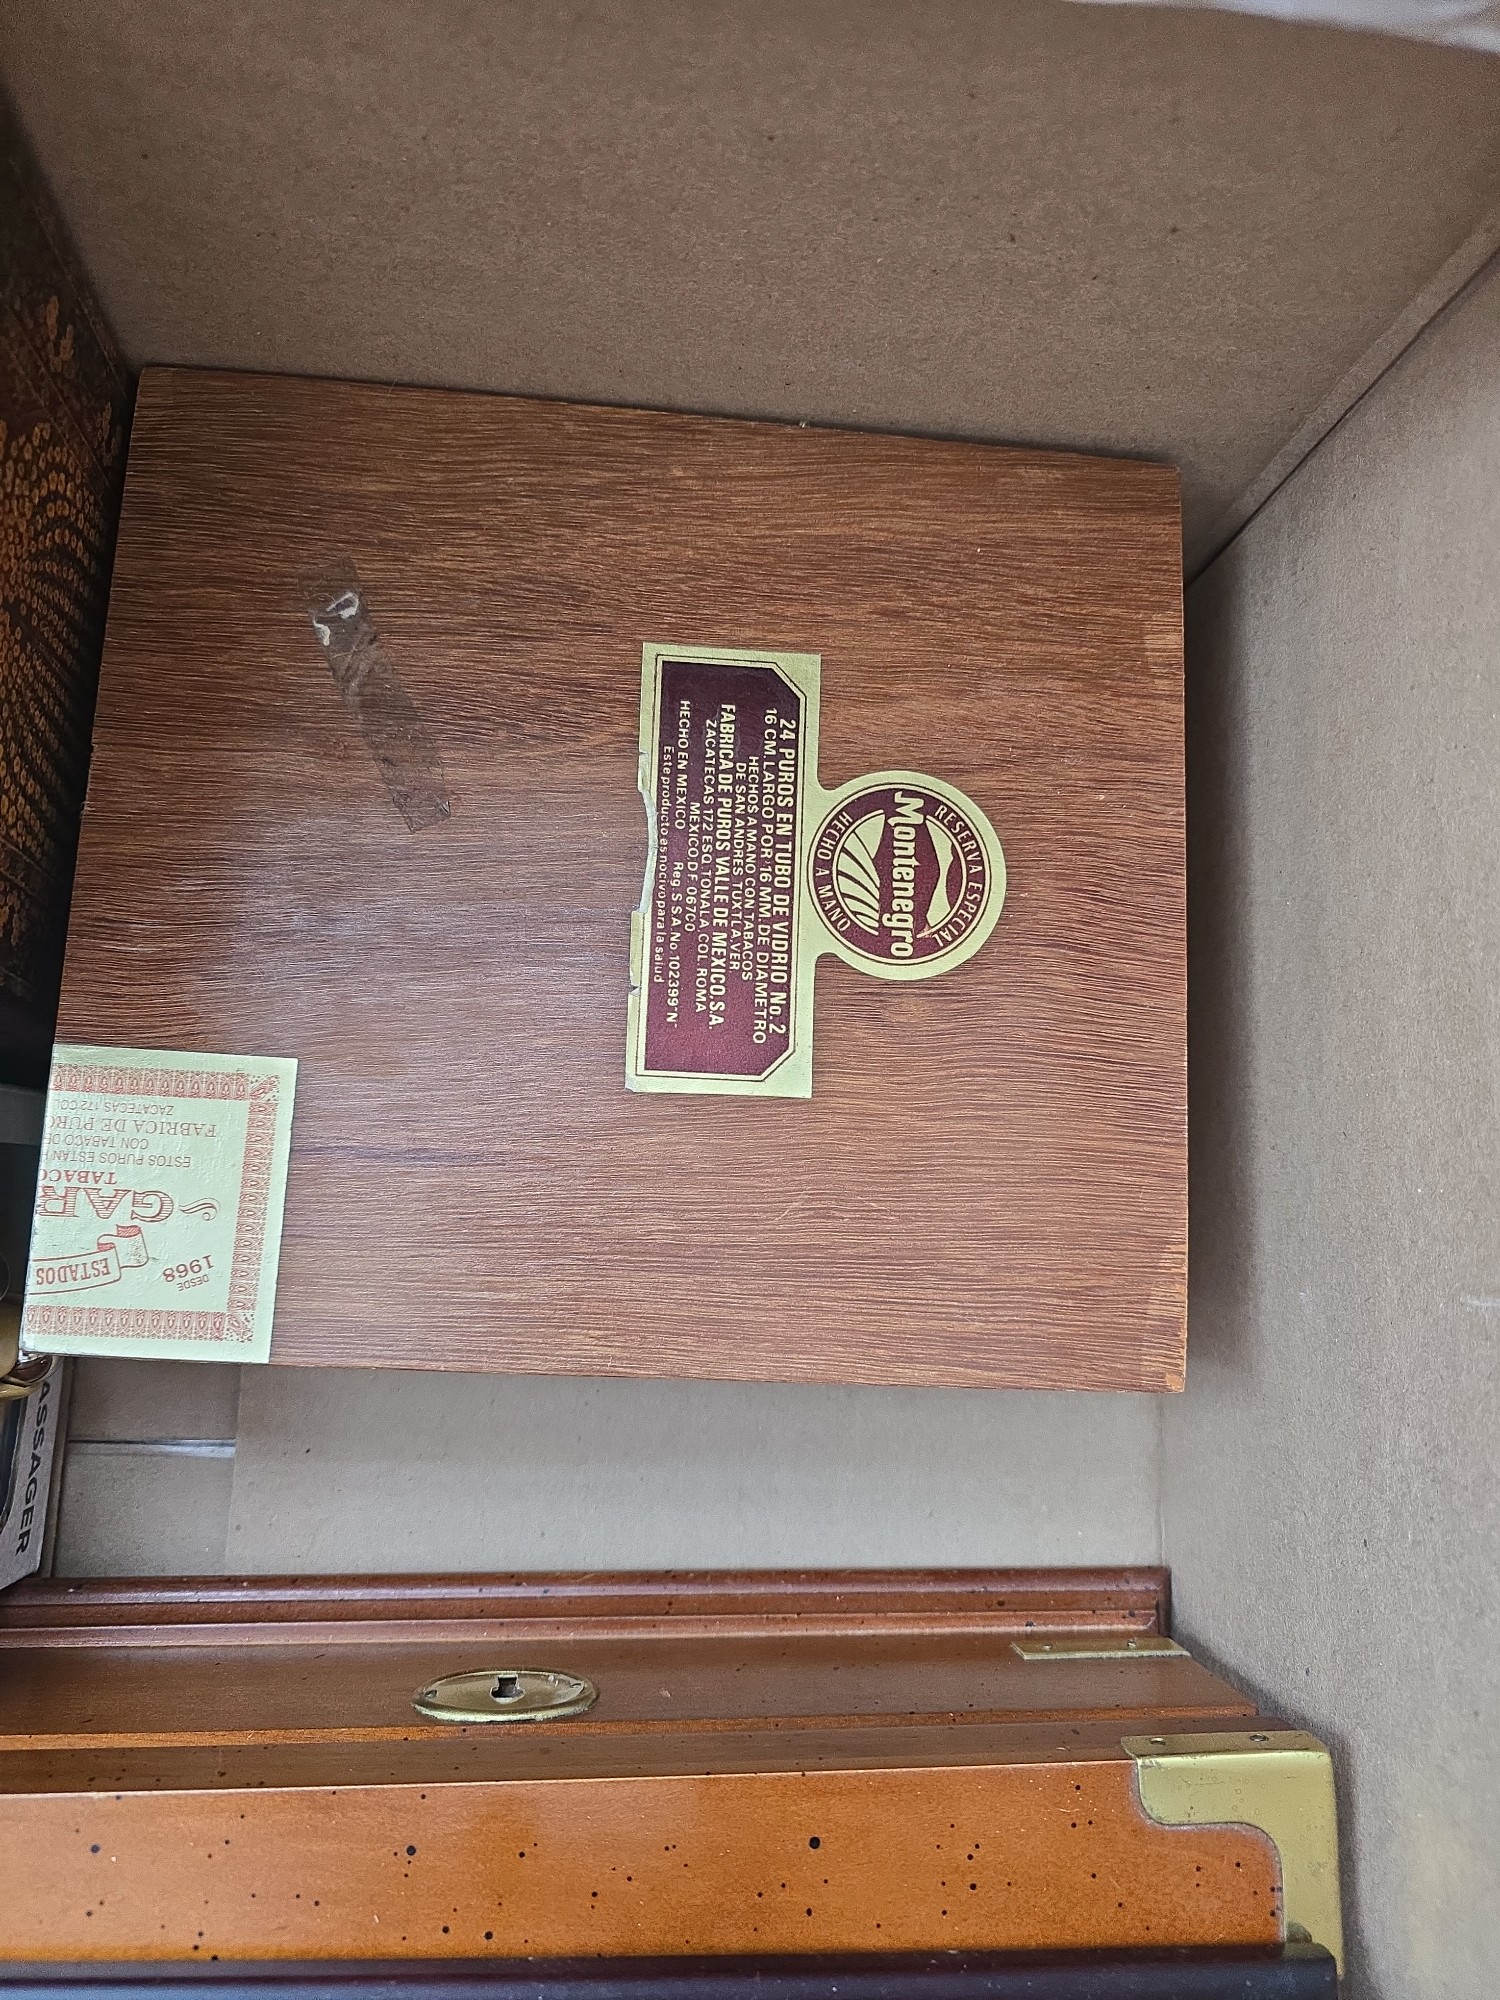 RESERVA ESPECIAL
Montenegro
HECHO A MANO
24 PUROS EN TUBO DE VIDRIO No. 2
16 CM. LARGO POR 16 MM. DE DIAMETRO
HECHOS A MANO CON TABACOS
DE SAN ANDRES TUXTLA, VER
FABRICA DE PUROS VALLE DE MEXICO, S.A.
ZACATECAS 172 ESQ. TONALA COL. ROMA
MEXICO, D.F. 06700
HECHO EN MEXICO Reg. S.S.A. No. 102399 "N"
Este producto es nocivo para la salud
DESDE
1968
ESTADOS
GAR
TABACO
ESTOS PUROS ESTAN H
CON TABACO DE
FABRICA DE PURO
ZACATECAS 172 COL
ASSAGER